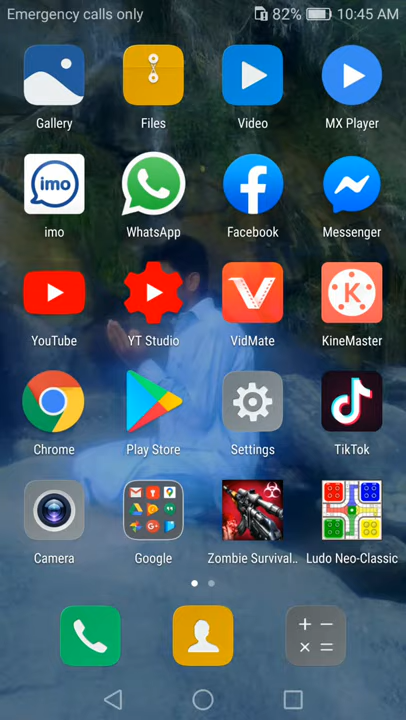 Emergency calls only 82% 10:45 AM
Gallery Files Video MX Player
imo
imo WhatsApp Facebook Messenger
K
YouTube YT Studio VidMate KineMaster
Chrome Play Store Settings TikTok
Camera Google Zombie Survival.. Ludo Neo-Classic